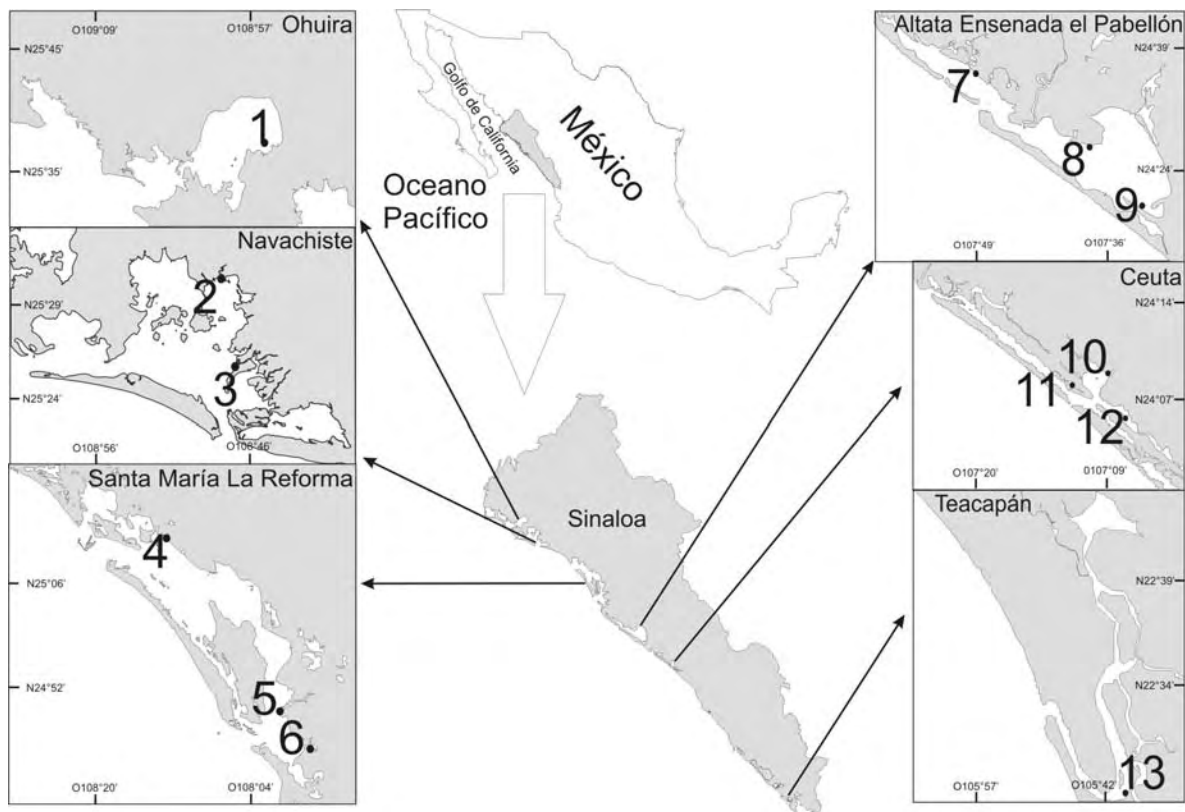 Ohuira
O109°09'
O108°57'
N25°45'
N25°35'
1
Navachiste
N25°29'
N25°24'
O108°56'
O108°46'
2
3
Santa María La Reforma
N25°06'
N24°52'
O108°20'
O108°04'
4
5
6
Golfo de California
México
Oceano
Pacífico
Sinaloa
Altata Ensenada el Pabellón
N24°39'
N24°24'
O107°49'
O107°36'
7
8
9
Ceuta
N24°14'
N24°07'
O107°20'
O107°09'
10
11
12
Teacapán
N22°39'
N22°34'
O105°57'
O105°42'
13